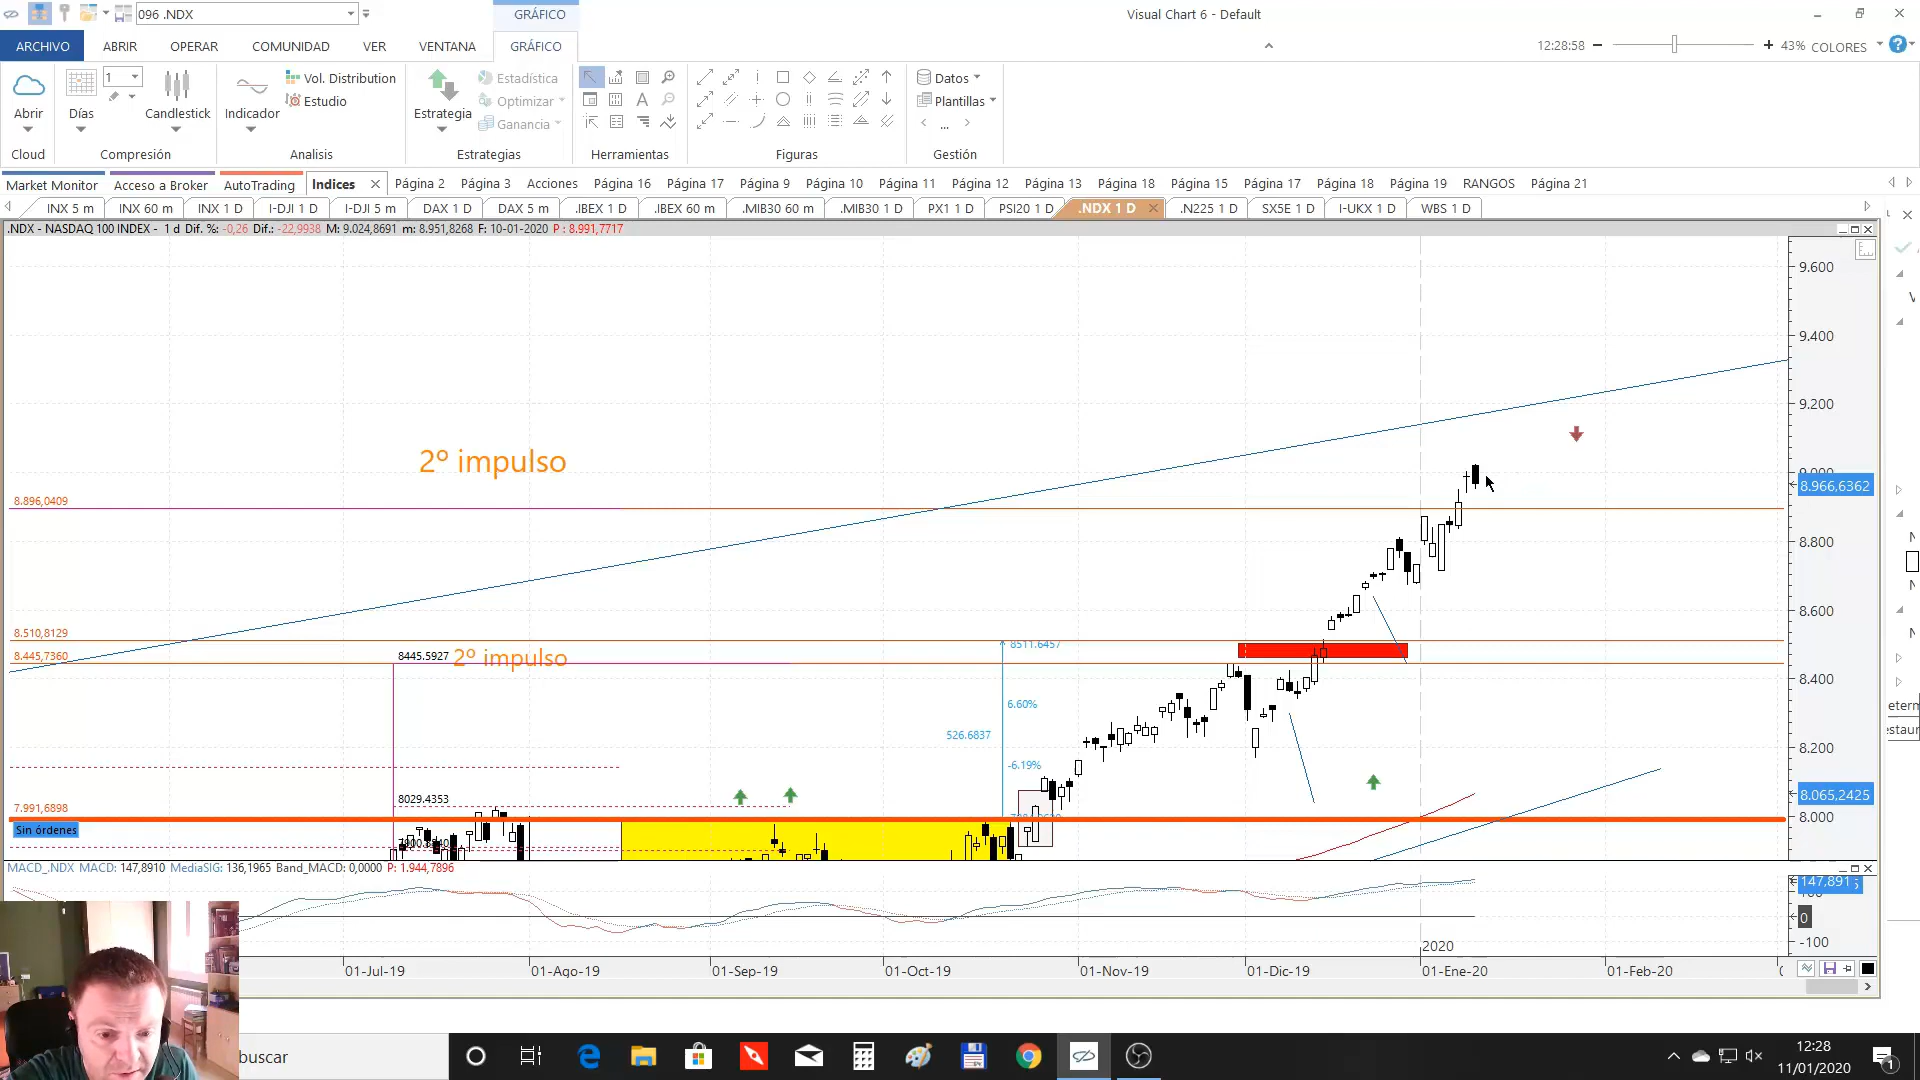 096 .NDX
GRÁFICO
Visual Chart 6 - Default
ARCHIVO ABRIR OPERAR COMUNIDAD VER VENTANA GRÁFICO
12:28:58 43% COLORES
Abrir
Cloud
1
Días
Candlestick
Compresión
Indicador
Vol. Distribution
Estudio
Analisis
Estrategia
Estadística
Optimizar
Ganancia
Estrategias
Herramientas
Figuras
Datos
Plantillas
...
Gestión
Market Monitor Acceso a Broker AutoTrading Indices Página 2 Página 3 Acciones Página 16 Página 17 Página 9 Página 10 Página 11 Página 12 Página 13 Página 18 Página 15 Página 17 Página 18 Página 19 RANGOS Página 21
INX 5 m INX 60 m INX 1 D I-DJI 1 D I-DJI 5 m DAX 1 D DAX 5 m .IBEX 1 D .IBEX 60 m .MIB30 60 m .MIB30 1 D PX1 1 D PSI20 1 D .NDX 1 D .N225 1 D SX5E 1 D I-UKX 1 D WBS 1 D
.NDX - NASDAQ 100 INDEX - 1 d Dif. %: -0,26 Dif.: -22,9938 M: 9.024,8691 m: 8.951,8268 F: 10-01-2020 P : 8.991,7717
9.600
9.400
9.200
2º impulso
9.000
8.966,6362
8.896,0409
8.800
8.600
8.510,8129
8511.6457
8.445,7360
8445.5927
2º impulso
8.400
6.60%
526.6837
8.200
-6.19%
8.065,2425
8029.4353
7.991,6898
8.000
Sin órdenes
MACD_.NDX MACD: 147,8910 MediaSIG: 136,1965 Band_MACD: 0,0000 P: 1.944,7896
147,891
0
-100
2020
01-Jul-19 01-Ago-19 01-Sep-19 01-Oct-19 01-Nov-19 01-Dic-19 01-Ene-20 01-Feb-20
eterm
estaur
buscar
12:28
11/01/2020
1